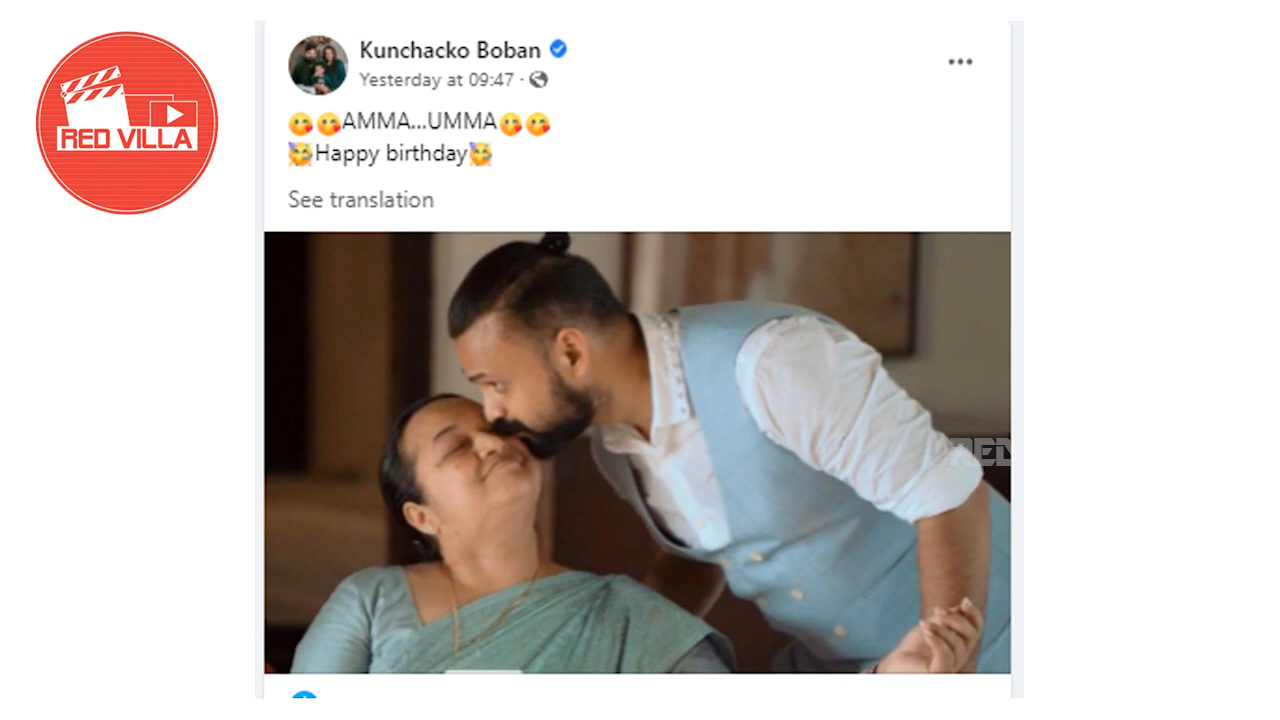 RED VILLA
Kunchacko Boban
Yesterday at 09:47 ·
😘😘AMMA...UMMA😘😘
🥳Happy birthday🥳
See translation
RED